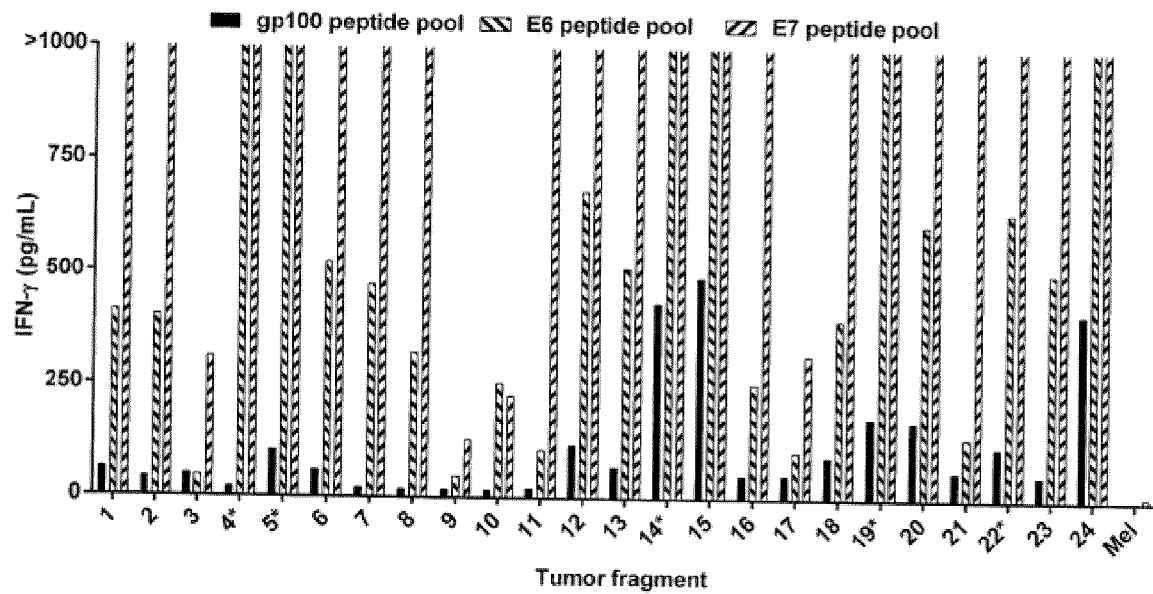 gp100 peptide pool E6 peptide pool E7 peptide pool
>1000
750
500
250
0
IFN-γ (pg/mL)
1 2 3 4* 5* 6 7 8 9 10 11 12 13 14* 15 16 17 18 19* 20 21 22* 23 24 Mel
Tumor fragment